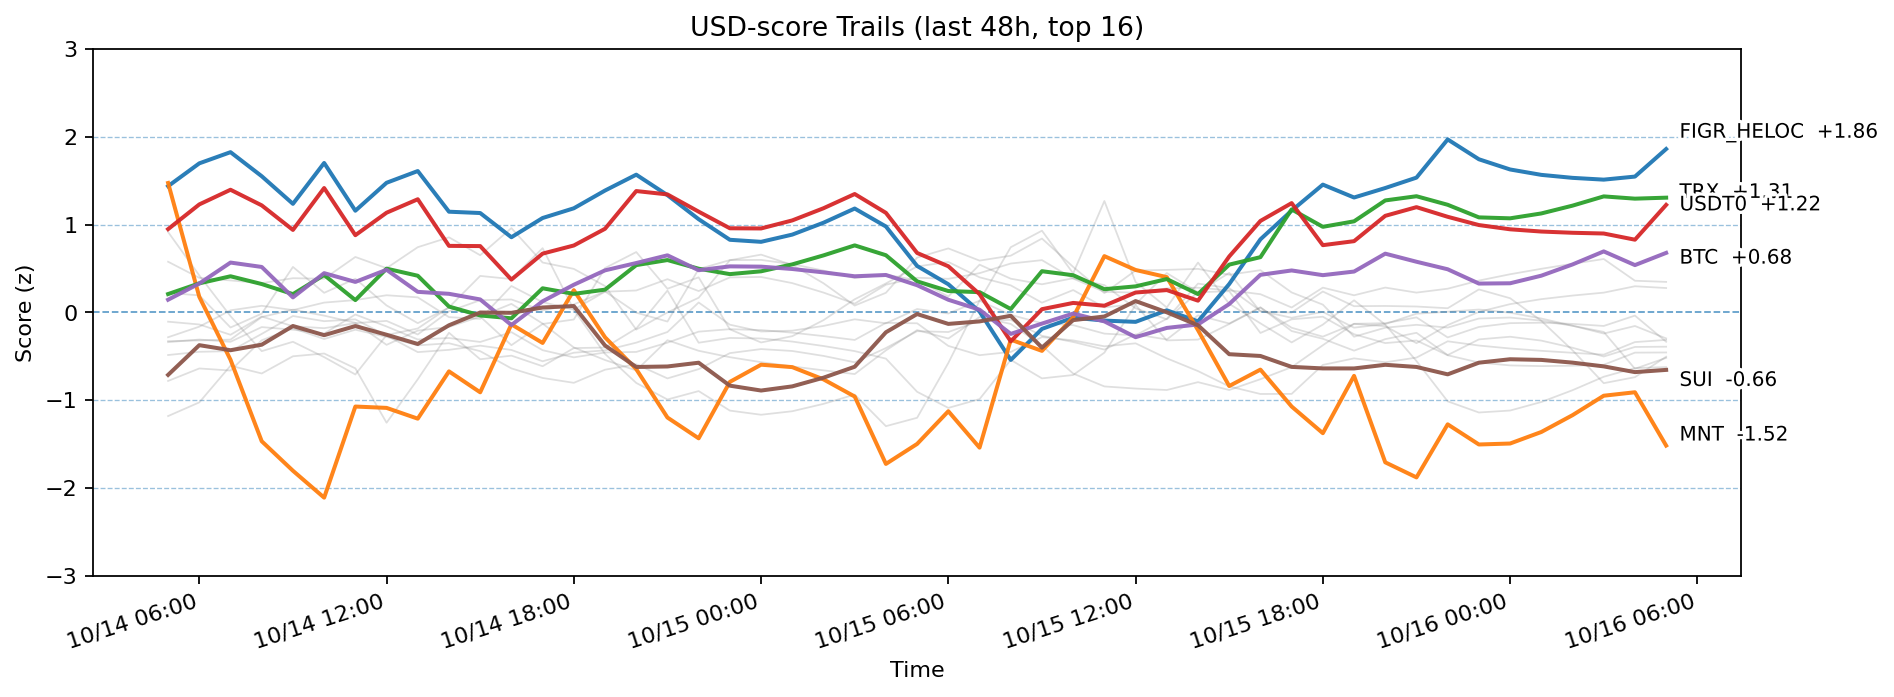 USD-score Trails (last 48h, top 16)
Score (z)
3
2
1
0
−1
−2
−3
FIGR_HELOC +1.86
TRX +1.31
USDT0 +1.22
BTC +0.68
SUI -0.66
MNT -1.52
10/14 06:00
10/14 12:00
10/14 18:00
10/15 00:00
10/15 06:00
10/15 12:00
10/15 18:00
10/16 00:00
10/16 06:00
Time